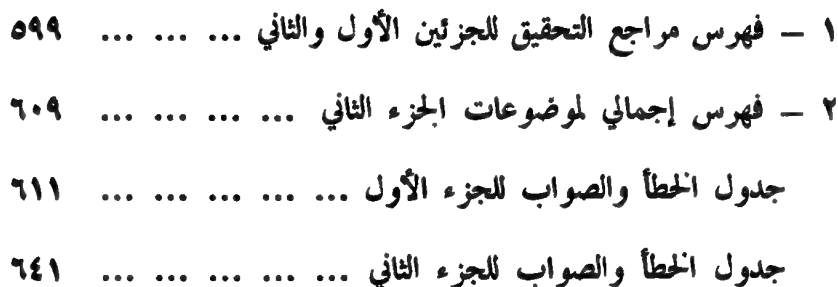 ١ – فهرس مراجع التحقيق للجزئين الأول والثاني ... ... ... ٥٩٩
٢ – فهرس إجمالي لموضوعات الجزء الثاني ... ... ... ... ٦٠٩
جدول الخطأ والصواب للجزء الأول ... ... ... ... ... ٦١١
جدول الخطأ والصواب للجزء الثاني ... ... ... ... ... ٦٤١